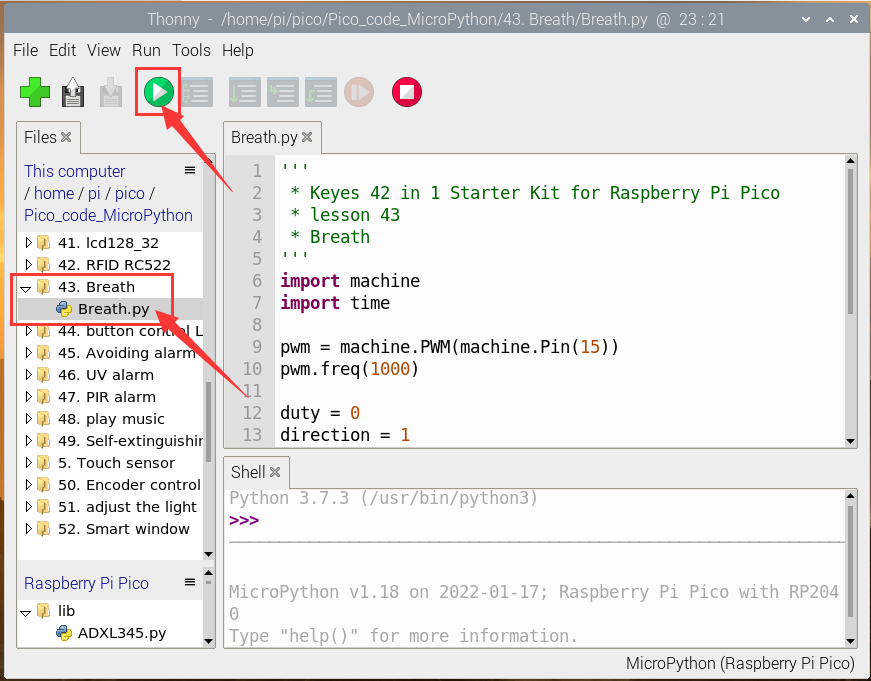 Thonny - /home/pi/pico/Pico_code_MicroPython/43. Breath/Breath.py @ 23 : 21
File Edit View Run Tools Help
Files
This computer
/ home / pi / pico /
Pico_code_MicroPython
41. lcd128_32
42. RFID RC522
43. Breath
Breath.py
44. button control L
45. Avoiding alarm
46. UV alarm
47. PIR alarm
48. play music
49. Self-extinguishin
5. Touch sensor
50. Encoder control
51. adjust the light
52. Smart window
Raspberry Pi Pico
lib
ADXL345.py
Breath.py
1 '''
2 * Keyes 42 in 1 Starter Kit for Raspberry Pi Pico
3 * lesson 43
4 * Breath
5 '''
6 import machine
7 import time
8
9 pwm = machine.PWM(machine.Pin(15))
10 pwm.freq(1000)
11
12 duty = 0
13 direction = 1
Shell
Python 3.7.3 (/usr/bin/python3)
>>>
MicroPython v1.18 on 2022-01-17; Raspberry Pi Pico with RP204
0
Type "help()" for more information.
MicroPython (Raspberry Pi Pico)